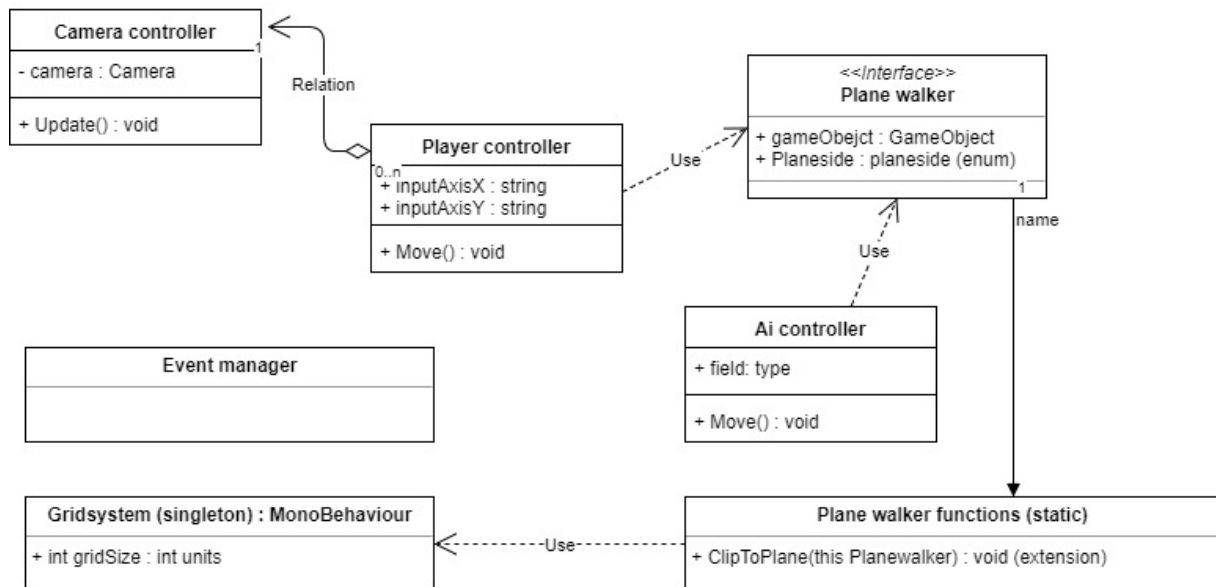 Camera controller
1
- camera : Camera
+ Update() : void
Relation
Player controller
0..n
+ inputAxisX : string
+ inputAxisY : string
+ Move() : void
Use
<<Interface>>
Plane walker
+ gameObejct : GameObject
+ Planeside : planeside (enum)
1
name
Use
Ai controller
+ field: type
+ Move() : void
Event manager
Gridsystem (singleton) : MonoBehaviour
+ int gridSize : int units
Use
Plane walker functions (static)
+ ClipToPlane(this Planewalker) : void (extension)